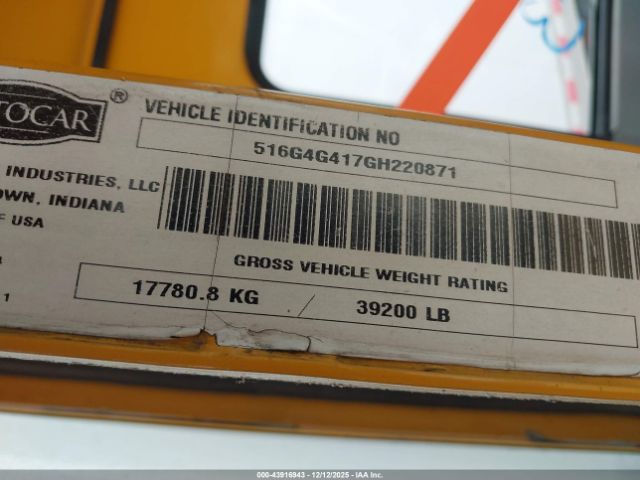 TOCAR ®
VEHICLE IDENTIFICATION NO
516G4G417GH220871
INDUSTRIES, LLC
OWN, INDIANA
F USA
GROSS VEHICLE WEIGHT RATING
17780.8 KG / 39200 LB
1
000-43916943 - 12/12/2025 - IAA Inc.